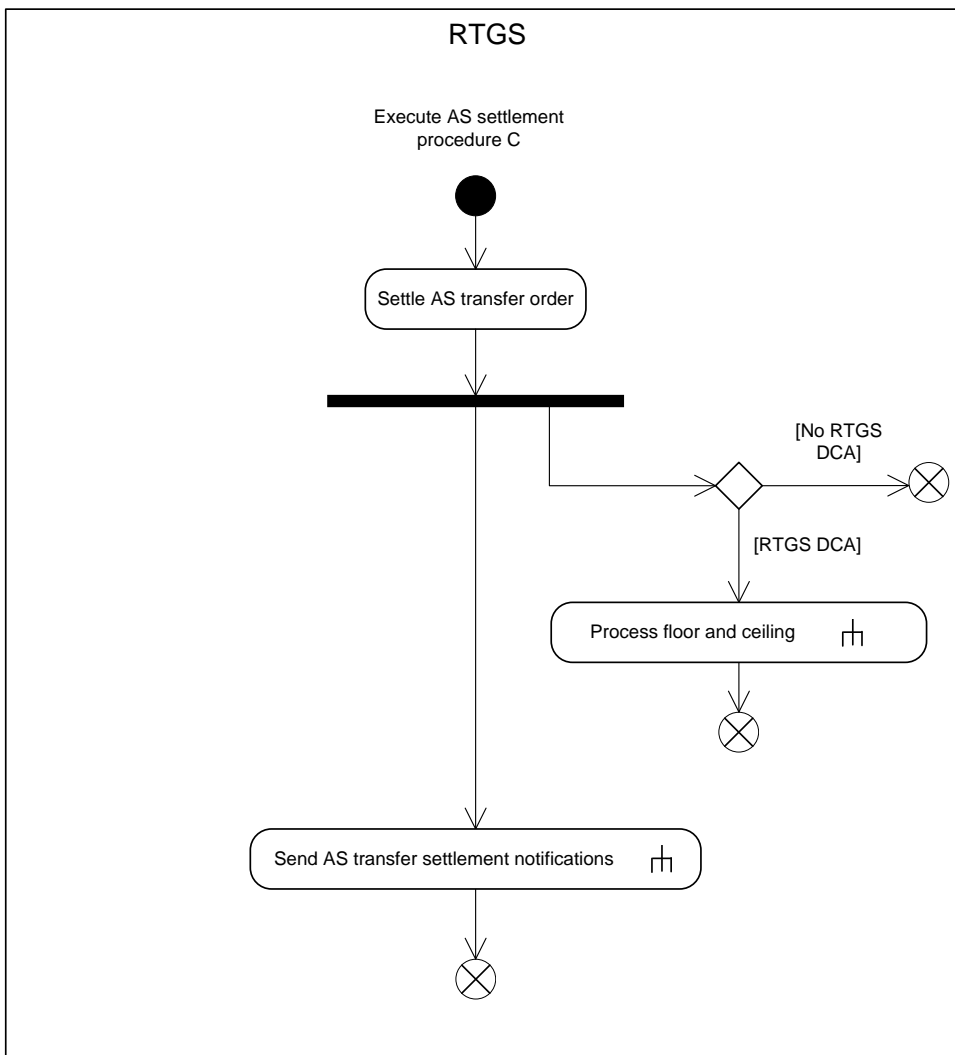 RTGS
Execute AS settlement
procedure C
Settle AS transfer order
[No RTGS
DCA]
[RTGS DCA]
Process floor and ceiling
Send AS transfer settlement notifications